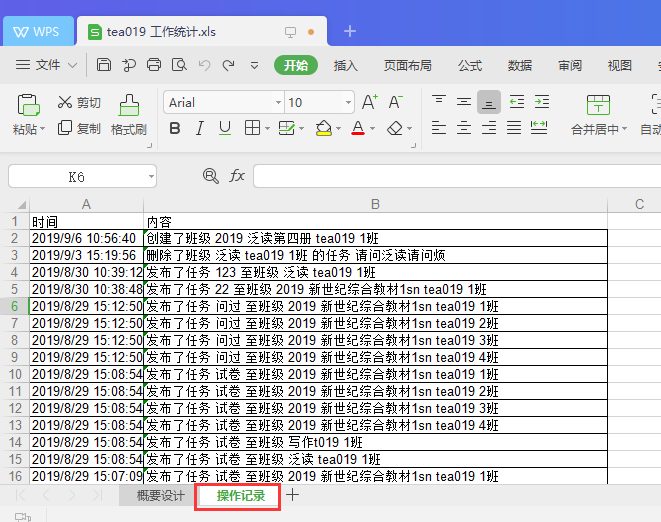 WPS tea019 工作统计.xls
文件 开始 插入 页面布局 公式 数据 审阅 视图
剪切 Arial 10 A+ A-
粘贴 复制 格式刷 B I U A 合并居中 自动
K6 fx
A B C
1 时间 内容
2 2019/9/6 10:56:40 创建了班级 2019 泛读第四册 tea019 1班
3 2019/9/3 15:19:56 删除了班级 泛读 tea019 1班 的任务 请问泛读请问烦
4 2019/8/30 10:39:12 发布了任务 123 至班级 泛读 tea019 1班
5 2019/8/30 10:38:48 发布了任务 22 至班级 2019 新世纪综合教材1sn tea019 1班
6 2019/8/29 15:12:50 发布了任务 问过 至班级 2019 新世纪综合教材1sn tea019 1班
7 2019/8/29 15:12:50 发布了任务 问过 至班级 2019 新世纪综合教材1sn tea019 2班
8 2019/8/29 15:12:50 发布了任务 问过 至班级 2019 新世纪综合教材1sn tea019 3班
9 2019/8/29 15:12:50 发布了任务 问过 至班级 2019 新世纪综合教材1sn tea019 4班
10 2019/8/29 15:08:54 发布了任务 试卷 至班级 2019 新世纪综合教材1sn tea019 1班
11 2019/8/29 15:08:54 发布了任务 试卷 至班级 2019 新世纪综合教材1sn tea019 2班
12 2019/8/29 15:08:54 发布了任务 试卷 至班级 2019 新世纪综合教材1sn tea019 3班
13 2019/8/29 15:08:54 发布了任务 试卷 至班级 2019 新世纪综合教材1sn tea019 4班
14 2019/8/29 15:08:54 发布了任务 试卷 至班级 写作t019 1班
15 2019/8/29 15:08:54 发布了任务 试卷 至班级 泛读 tea019 1班
16 2019/8/29 15:07:09 发布了任务 试卷 至班级 2019 新世纪综合教材1sn tea019 1班
概要设计 操作记录